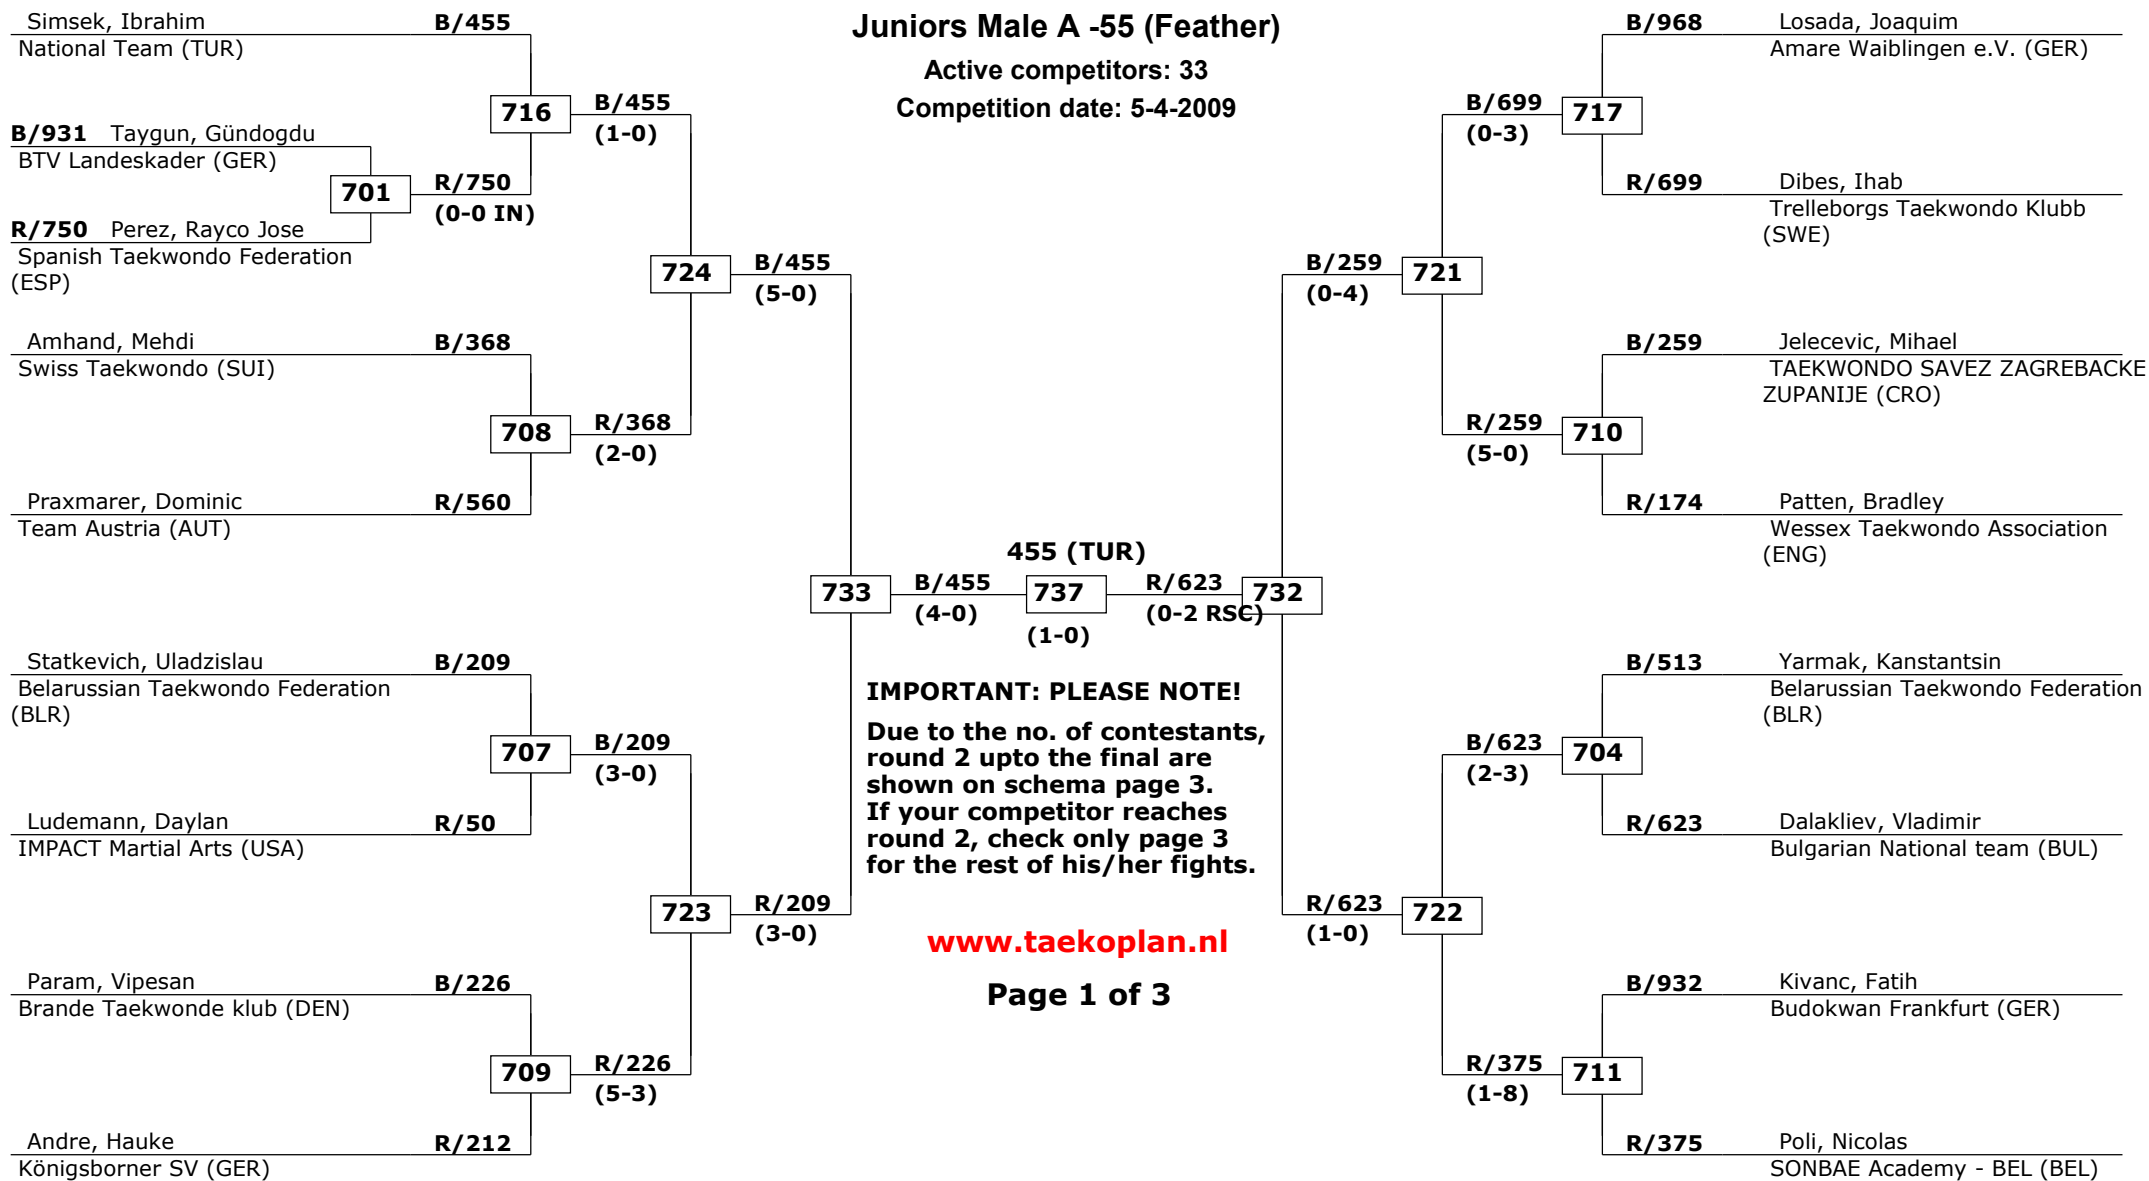 Juniors Male A -55 (Feather)
Active competitors: 33
Competition date: 5-4-2009
Simsek, Ibrahim B/455
National Team (TUR)
716
B/455
(1-0)
B/931 Taygun, Gündogdu
BTV Landeskader (GER)
701
R/750
(0-0 IN)
R/750 Perez, Rayco Jose
Spanish Taekwondo Federation
(ESP)
724
B/455
(5-0)
Amhand, Mehdi B/368
Swiss Taekwondo (SUI)
708
R/368
(2-0)
Praxmarer, Dominic R/560
Team Austria (AUT)
733
B/455
(4-0)
Statkevich, Uladzislau B/209
Belarussian Taekwondo Federation
(BLR)
707
B/209
(3-0)
Ludemann, Daylan R/50
IMPACT Martial Arts (USA)
723
R/209
(3-0)
Param, Vipesan B/226
Brande Taekwonde klub (DEN)
709
R/226
(5-3)
Andre, Hauke R/212
Königsborner SV (GER)
455 (TUR)
737
(1-0)
R/623
(0-2 RSC)
732
IMPORTANT: PLEASE NOTE!
Due to the no. of contestants,
round 2 upto the final are
shown on schema page 3.
If your competitor reaches
round 2, check only page 3
for the rest of his/her fights.
www.taekoplan.nl
Page 1 of 3
B/968 Losada, Joaquim
Amare Waiblingen e.V. (GER)
B/699
(0-3)
717
R/699 Dibes, Ihab
Trelleborgs Taekwondo Klubb
(SWE)
B/259
(0-4)
721
B/259 Jelecevic, Mihael
TAEKWONDO SAVEZ ZAGREBACKE
ZUPANIJE (CRO)
R/259
(5-0)
710
R/174 Patten, Bradley
Wessex Taekwondo Association
(ENG)
B/513 Yarmak, Kanstantsin
Belarussian Taekwondo Federation
(BLR)
B/623
(2-3)
704
R/623 Dalakliev, Vladimir
Bulgarian National team (BUL)
R/623
(1-0)
722
B/932 Kivanc, Fatih
Budokwan Frankfurt (GER)
R/375
(1-8)
711
R/375 Poli, Nicolas
SONBAE Academy - BEL (BEL)